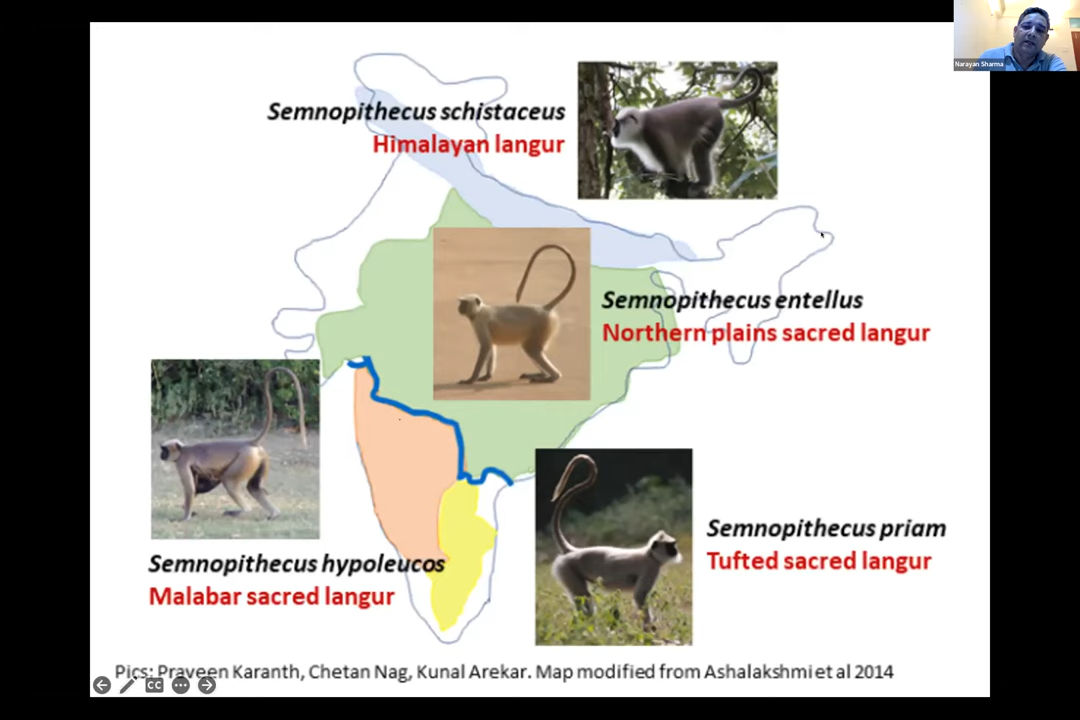 Narayan Sharma
Semnopithecus schistaceus
Himalayan langur
Semnopithecus entellus
Northern plains sacred langur
Semnopithecus hypoleucos
Malabar sacred langur
Semnopithecus priam
Tufted sacred langur
Pics: Praveen Karanth, Chetan Nag, Kunal Arekar. Map modified from Ashalakshmi et al 2014
CC